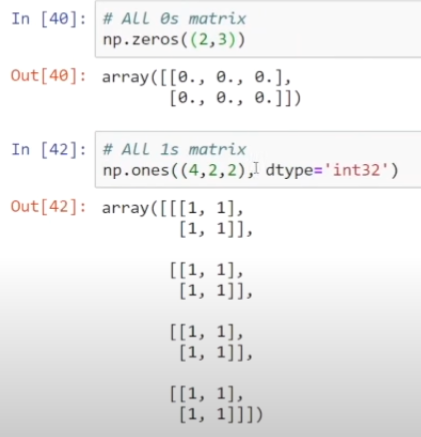 In [40]: # All 0s matrix
np.zeros((2,3))
Out[40]: array([[0., 0., 0.],
[0., 0., 0.]])
In [42]: # All 1s matrix
np.ones((4,2,2), dtype='int32')
Out[42]: array([[[1, 1],
[1, 1]],
[[1, 1],
[1, 1]],
[[1, 1],
[1, 1]],
[[1, 1],
[1, 1]]])